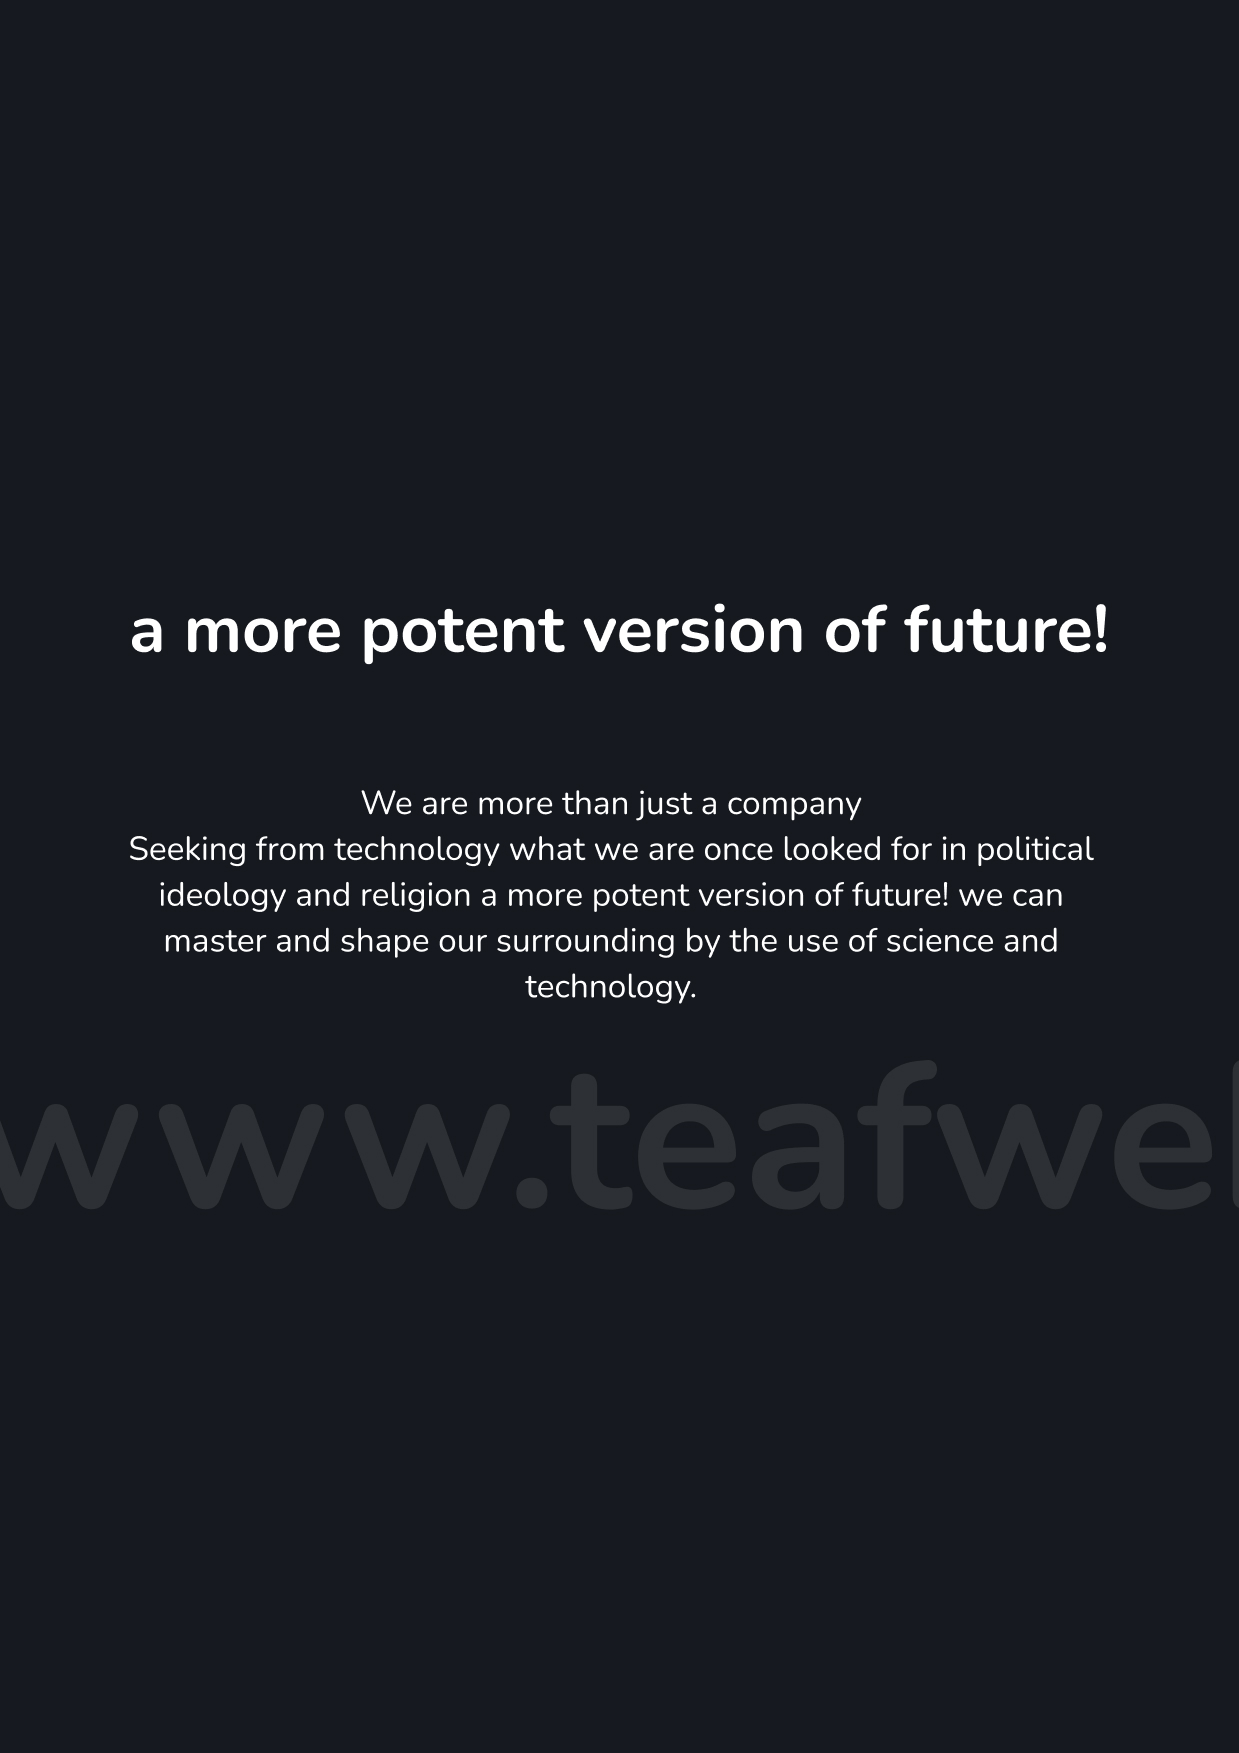 a more potent version of future!
We are more than just a company
Seeking from technology what we are once looked for in political
ideology and religion a more potent version of future! we can
master and shape our surrounding by the use of science and
technology.
www.teafwe